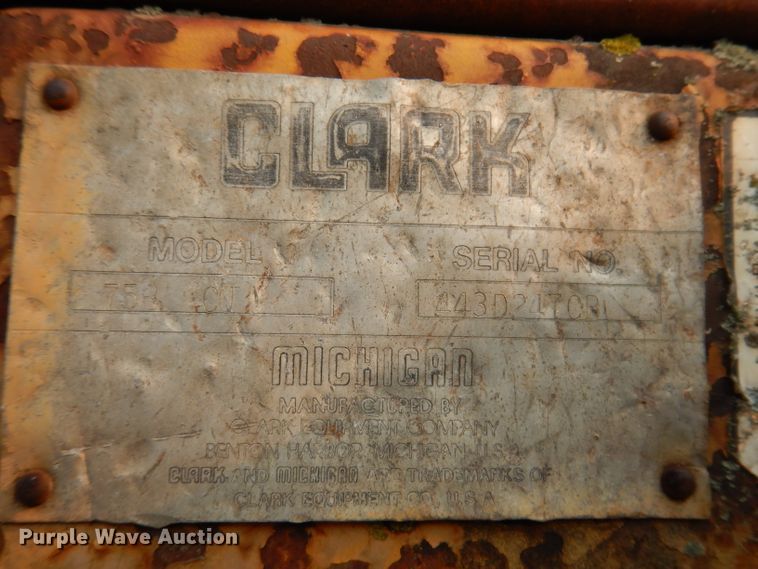 CLARK
MODEL SERIAL NO.
75B
MICHIGAN
MANUFACTURED BY
CLARK EQUIPMENT COMPANY
BENTON HARBOR, MICHIGAN, U.S.A.
CLARK AND MICHIGAN ARE TRADEMARKS OF
CLARK EQUIPMENT CO., U.S.A.
Purple Wave Auction